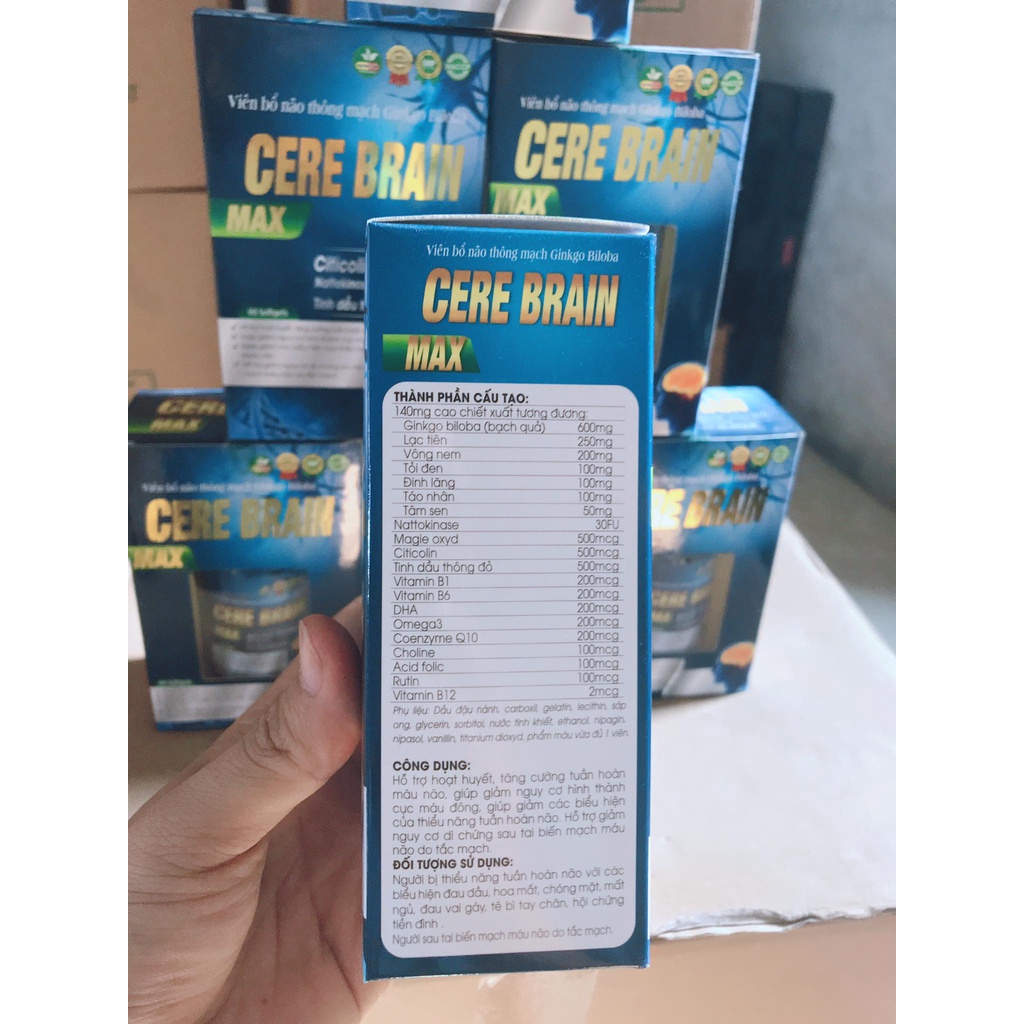 Viên bổ não thông mạch Ginkgo Biloba
CERE BRAIN
MAX
Citicolin
Nattokinase
Tinh dầu
60 Softgels
Viên bổ não thông mạch Ginkgo Biloba
CERE BRAIN
MAX
CERE BRAIN
MAX
CERE BRAIN
MAX
CERE BRAIN
MAX
BRAIN
CERE BRAIN
Viên bổ não thông mạch Ginkgo Biloba
CERE BRAIN
MAX
THÀNH PHẦN CẤU TẠO:
140mg cao chiết xuất tương đương:
Ginkgo biloba (bạch quả) 600mg
Lạc tiên 250mg
Vông nem 200mg
Tỏi đen 100mg
Đinh lăng 100mg
Táo nhân 100mg
Tâm sen 50mg
Nattokinase 30FU
Magie oxyd 500mcg
Citicolin 500mcg
Tinh dầu thông đỏ 500mcg
Vitamin B1 200mcg
Vitamin B6 200mcg
DHA 200mcg
Omega3 200mcg
Coenzyme Q10 200mcg
Choline 100mcg
Acid folic 100mcg
Rutin 100mcg
Vitamin B12 2mcg
Phụ liệu: Dầu đậu nành, carboxil, gelatin, lecithin, sáp
ong, glycerin, sorbitol, nước tinh khiết, ethanol, nipagin,
nipasol, vanillin, titanium dioxyd, phẩm màu vừa đủ 1 viên.
CÔNG DỤNG:
Hỗ trợ hoạt huyết, tăng cường tuần hoàn
máu não, giúp giảm nguy cơ hình thành
cục máu đông, giúp giảm các biểu hiện
của thiểu năng tuần hoàn não. Hỗ trợ giảm
nguy cơ di chứng sau tai biến mạch máu
não do tắc mạch.
ĐỐI TƯỢNG SỬ DỤNG:
Người bị thiểu năng tuần hoàn não với các
biểu hiện đau đầu, hoa mắt, chóng mặt, mất
ngủ, đau vai gáy, tê bì tay chân, hội chứng
tiền đình .
Người sau tai biến mạch máu não do tắc mạch.